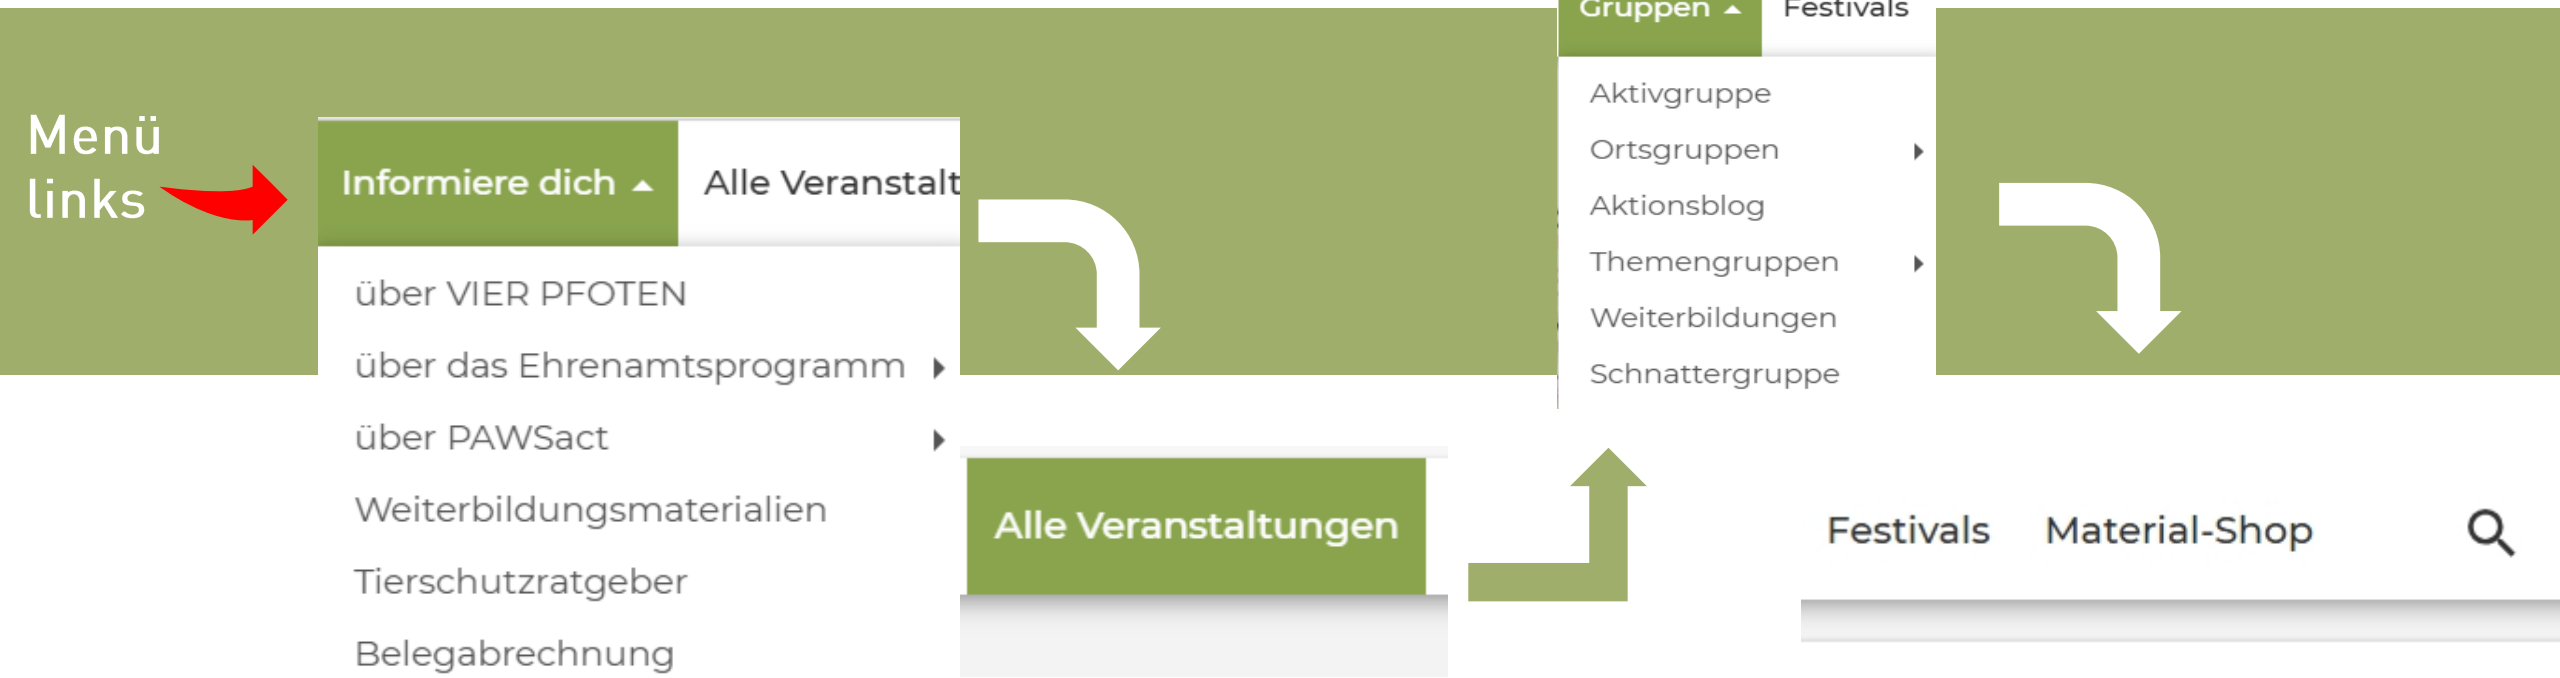 Menü
links
Informiere dich
Alle Veranstalt
über VIER PFOTEN
über das Ehrenamtsprogramm
über PAWSact
Weiterbildungsmaterialien
Tierschutzratgeber
Belegabrechnung
Alle Veranstaltungen
Gruppen
Festivals
Aktivgruppe
Ortsgruppen
Aktionsblog
Themengruppen
Weiterbildungen
Schnattergruppe
Festivals
Material-Shop